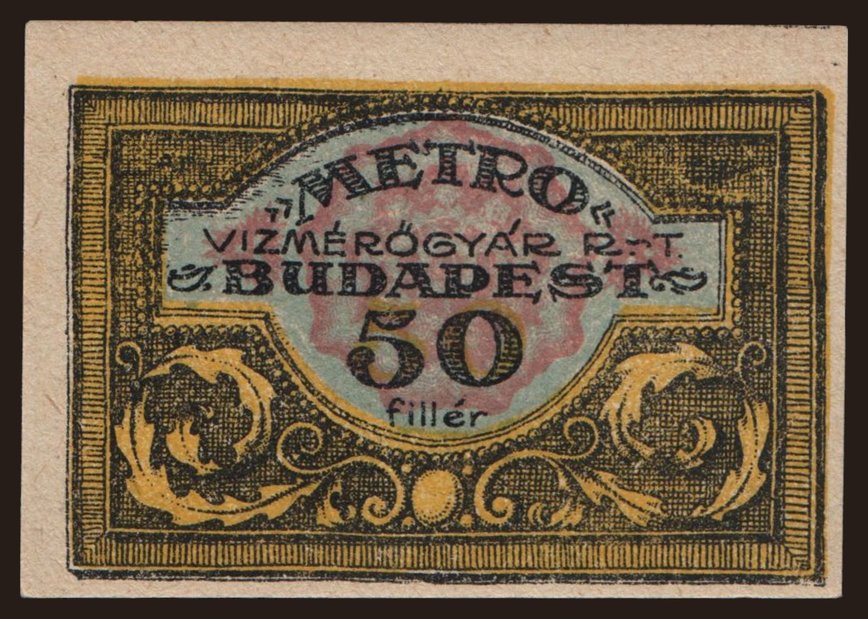 „METRO“
VIZMÉRŐGYÁR R-T.
BUDAPEST
50
fillér